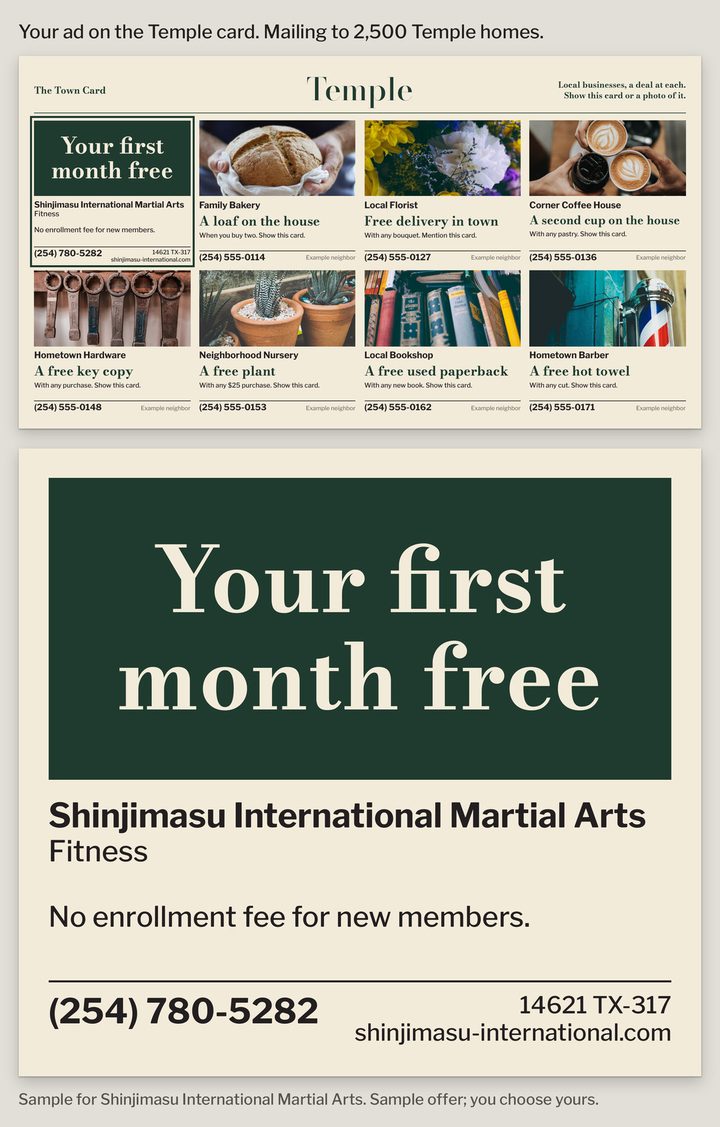 Your ad on the Temple card. Mailing to 2,500 Temple homes.
The Town Card
Temple
Local businesses, a deal at each.
Show this card or a photo of it.
Your first
month free
Shinjimasu International Martial Arts
Fitness
No enrollment fee for new members.
(254) 780-5282
14621 TX-317
shinjimasu-international.com
Family Bakery
A loaf on the house
When you buy two. Show this card.
(254) 555-0114
Example neighbor
Local Florist
Free delivery in town
With any bouquet. Mention this card.
(254) 555-0127
Example neighbor
Corner Coffee House
A second cup on the house
With any pastry. Show this card.
(254) 555-0136
Example neighbor
Hometown Hardware
A free key copy
With any purchase. Show this card.
(254) 555-0148
Example neighbor
Neighborhood Nursery
A free plant
With any $25 purchase. Show this card.
(254) 555-0153
Example neighbor
Local Bookshop
A free used paperback
With any new book. Show this card.
(254) 555-0162
Example neighbor
Hometown Barber
A free hot towel
With any cut. Show this card.
(254) 555-0171
Example neighbor
Your first
month free
Shinjimasu International Martial Arts
Fitness
No enrollment fee for new members.
(254) 780-5282
14621 TX-317
shinjimasu-international.com
Sample for Shinjimasu International Martial Arts. Sample offer; you choose yours.